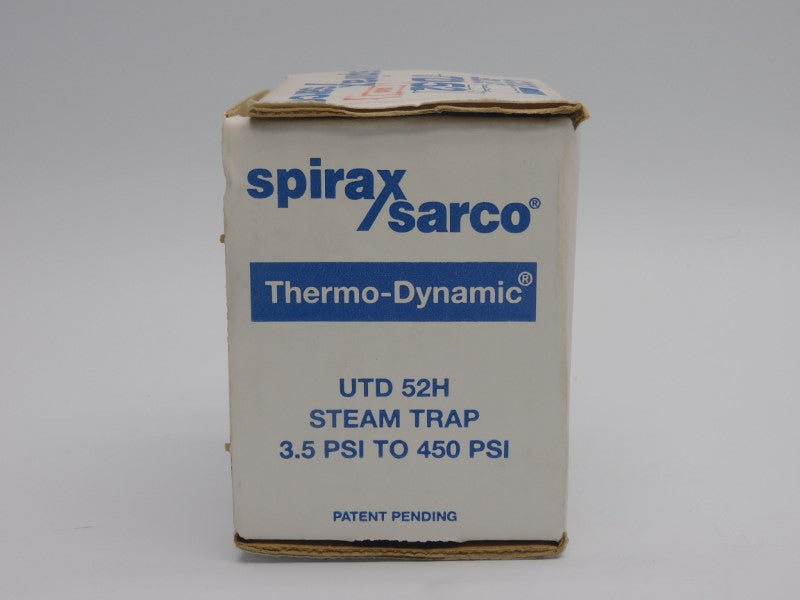 spirax
sarco®
Thermo-Dynamic®
UTD 52H
STEAM TRAP
3.5 PSI TO 450 PSI
PATENT PENDING